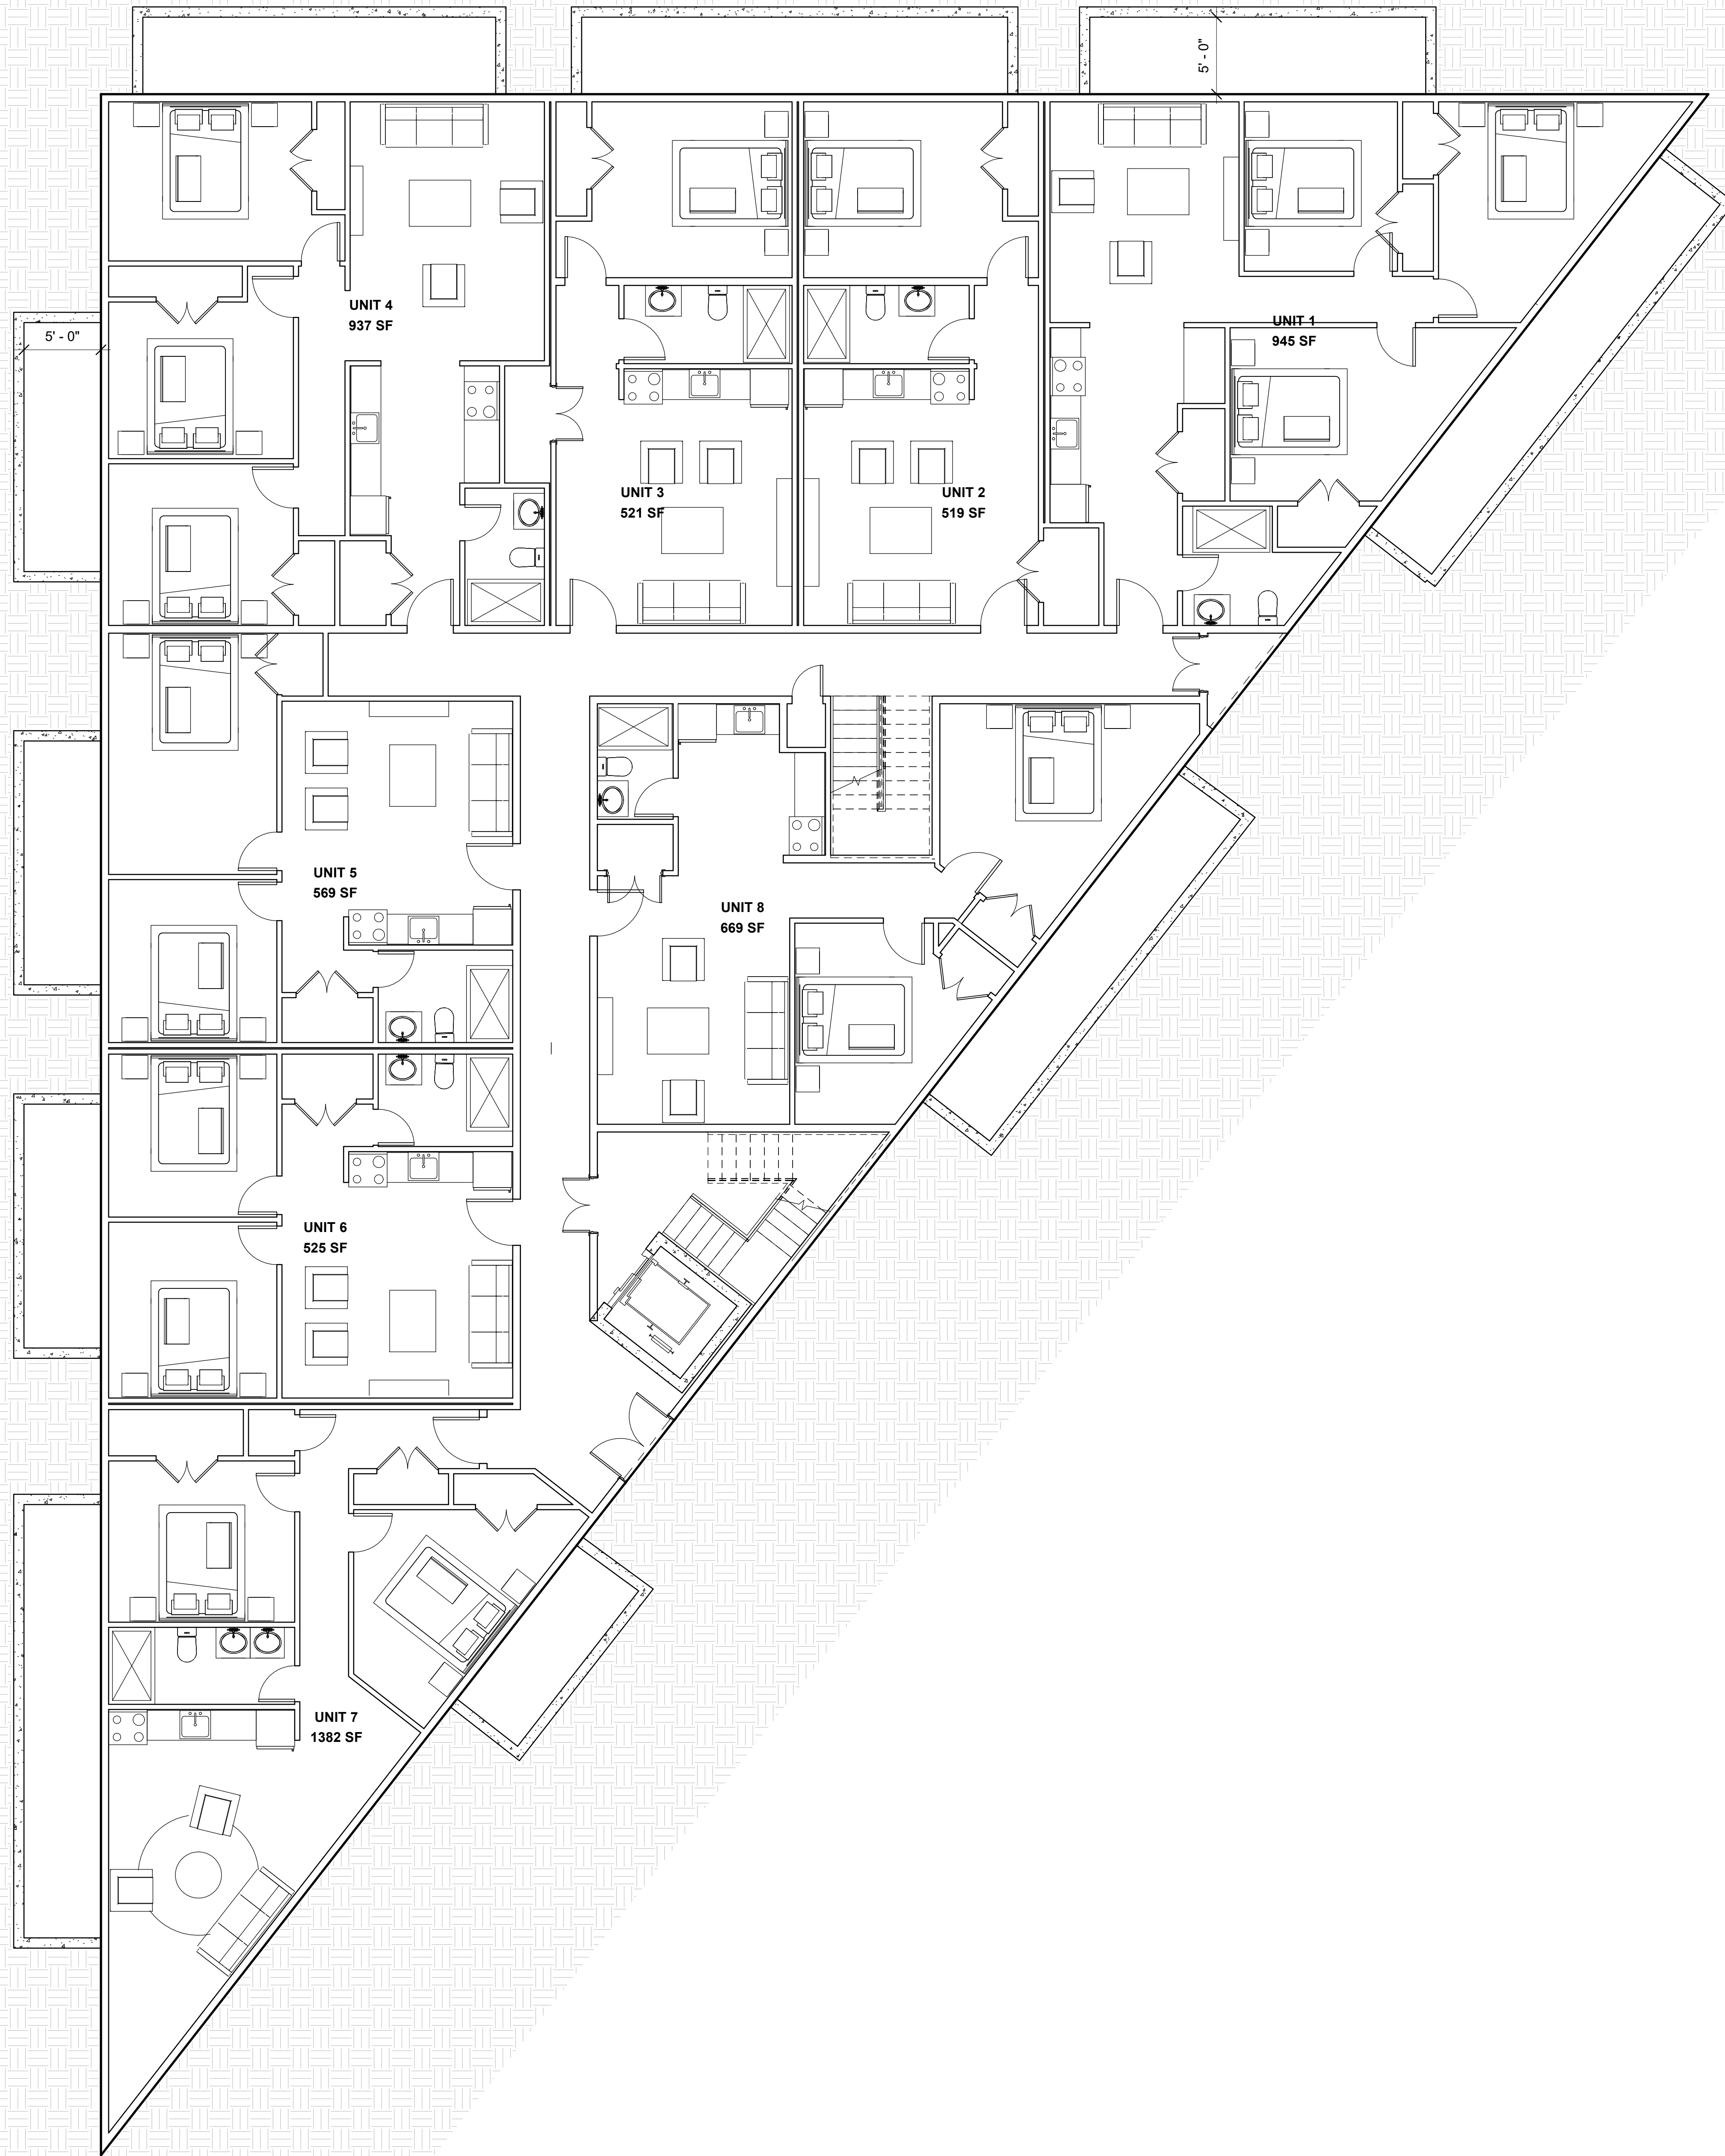 5' - 0"
UNIT 4
937 SF
UNIT 1
945 SF
5' - 0"
UNIT 3
521 SF
UNIT 2
519 SF
UNIT 5
569 SF
UNIT 8
669 SF
UNIT 6
525 SF
UNIT 7
1382 SF